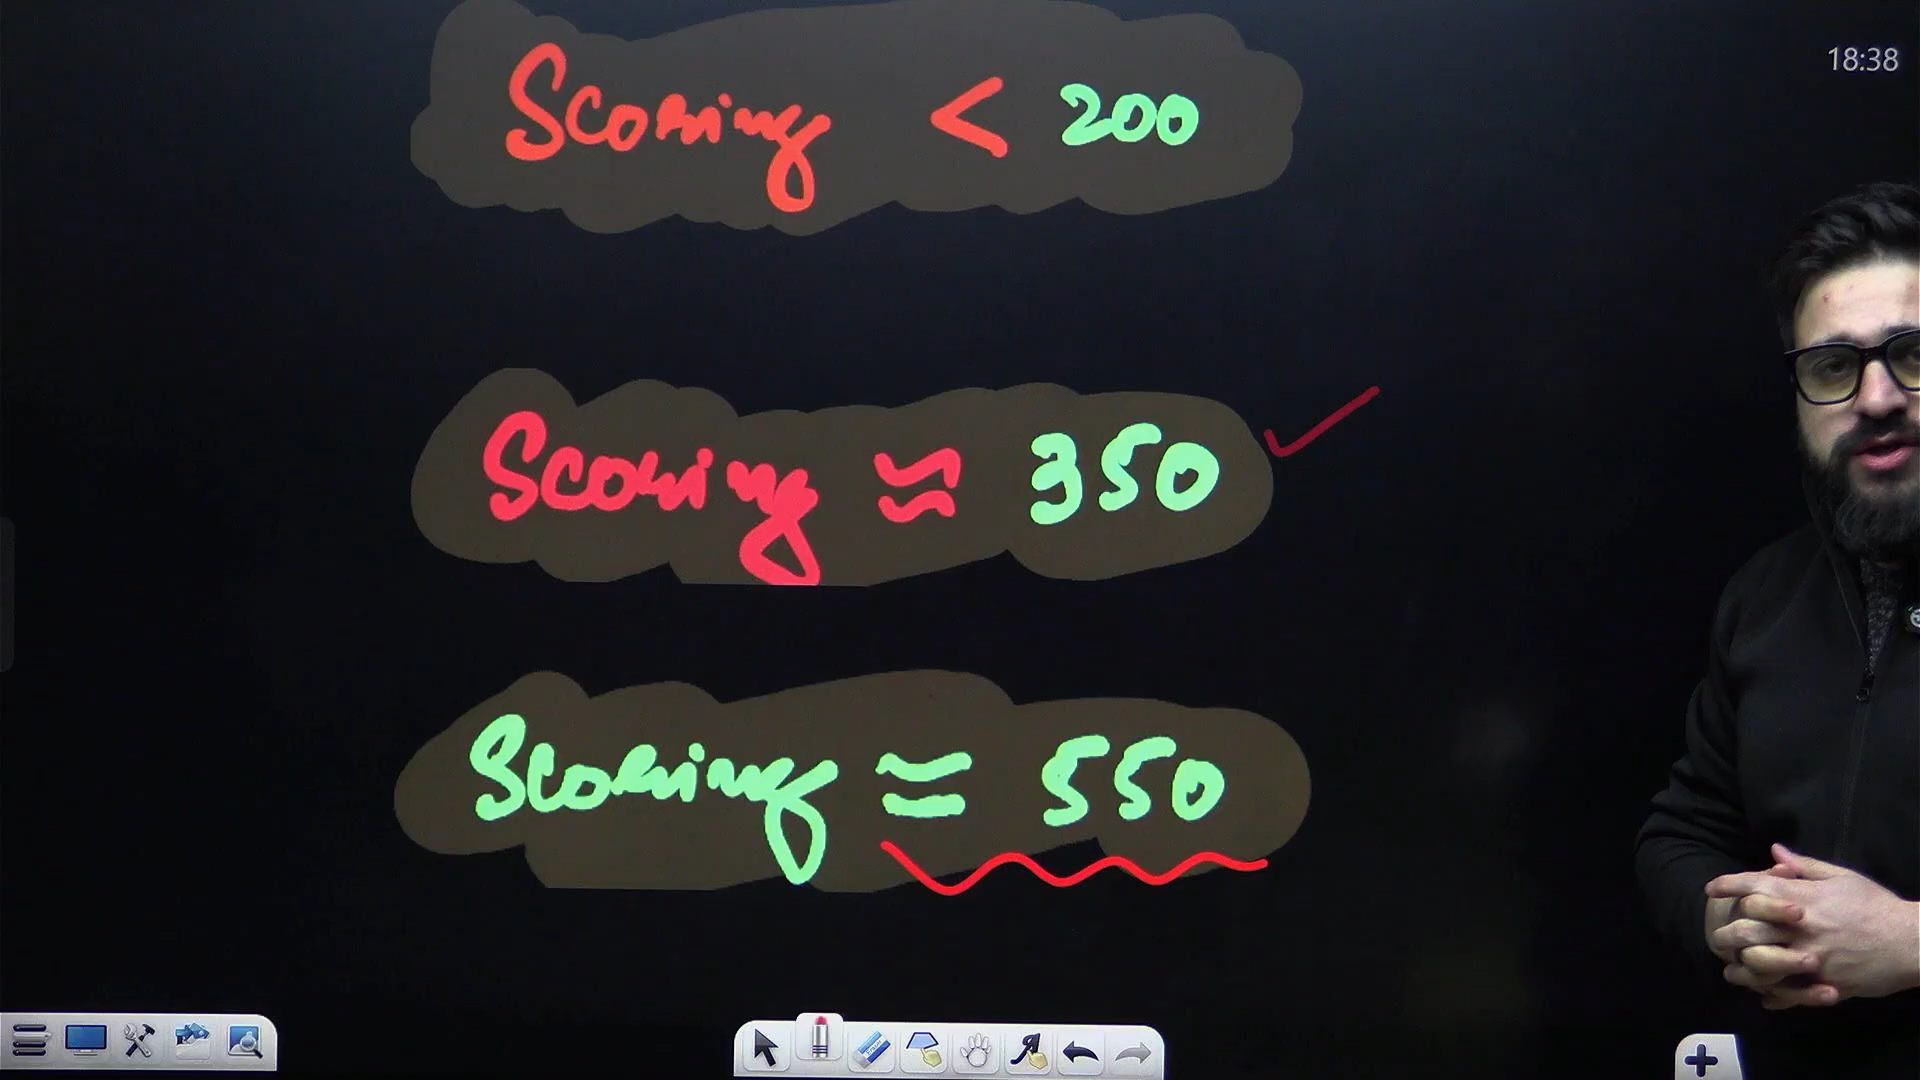 18:38
Scoring < 200
Scoring ≈ 350
Scoring ≈ 550